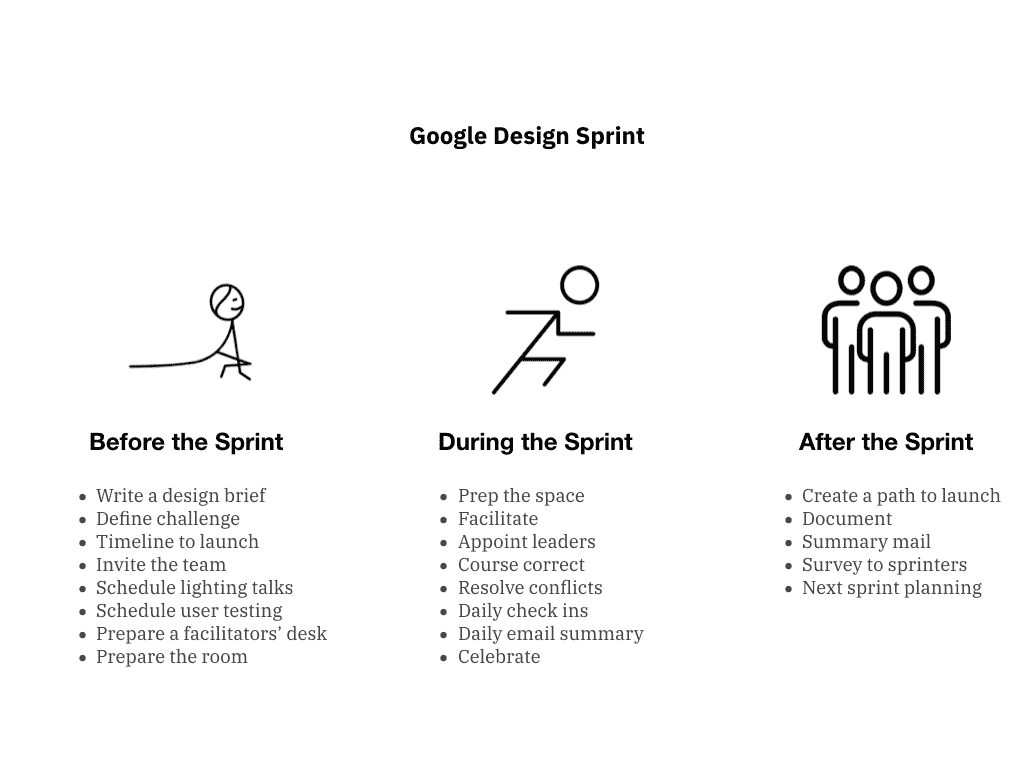 Google Design Sprint
Before the Sprint
• Write a design brief
• Define challenge
• Timeline to launch
• Invite the team
• Schedule lighting talks
• Schedule user testing
• Prepare a facilitators’ desk
• Prepare the room
During the Sprint
• Prep the space
• Facilitate
• Appoint leaders
• Course correct
• Resolve conflicts
• Daily check ins
• Daily email summary
• Celebrate
After the Sprint
• Create a path to launch
• Document
• Summary mail
• Survey to sprinters
• Next sprint planning